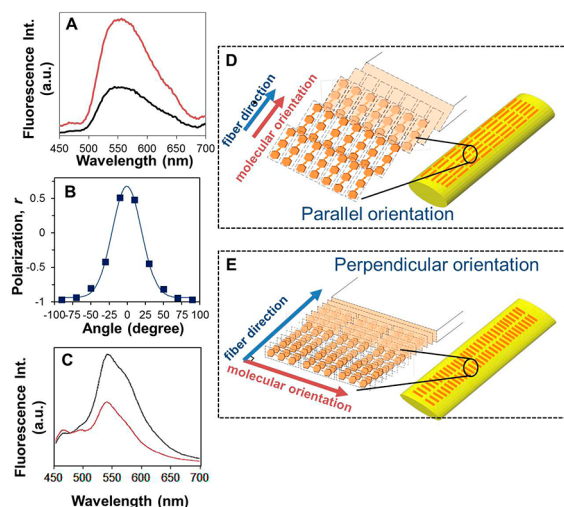 A
Fluorescence Int.
(a.u.)
450 500 550 600 650 700
Wavelength (nm)
B
Polarization, r
0.5
0
-0.5
-1
-100 -75 -50 -25 0 25 50 75 100
Angle (degree)
C
Fluorescence Int.
(a.u.)
450 500 550 600 650 700
Wavelength (nm)
D
fiber direction
molecular orientation
Parallel orientation
E
Perpendicular orientation
fiber direction
molecular orientation